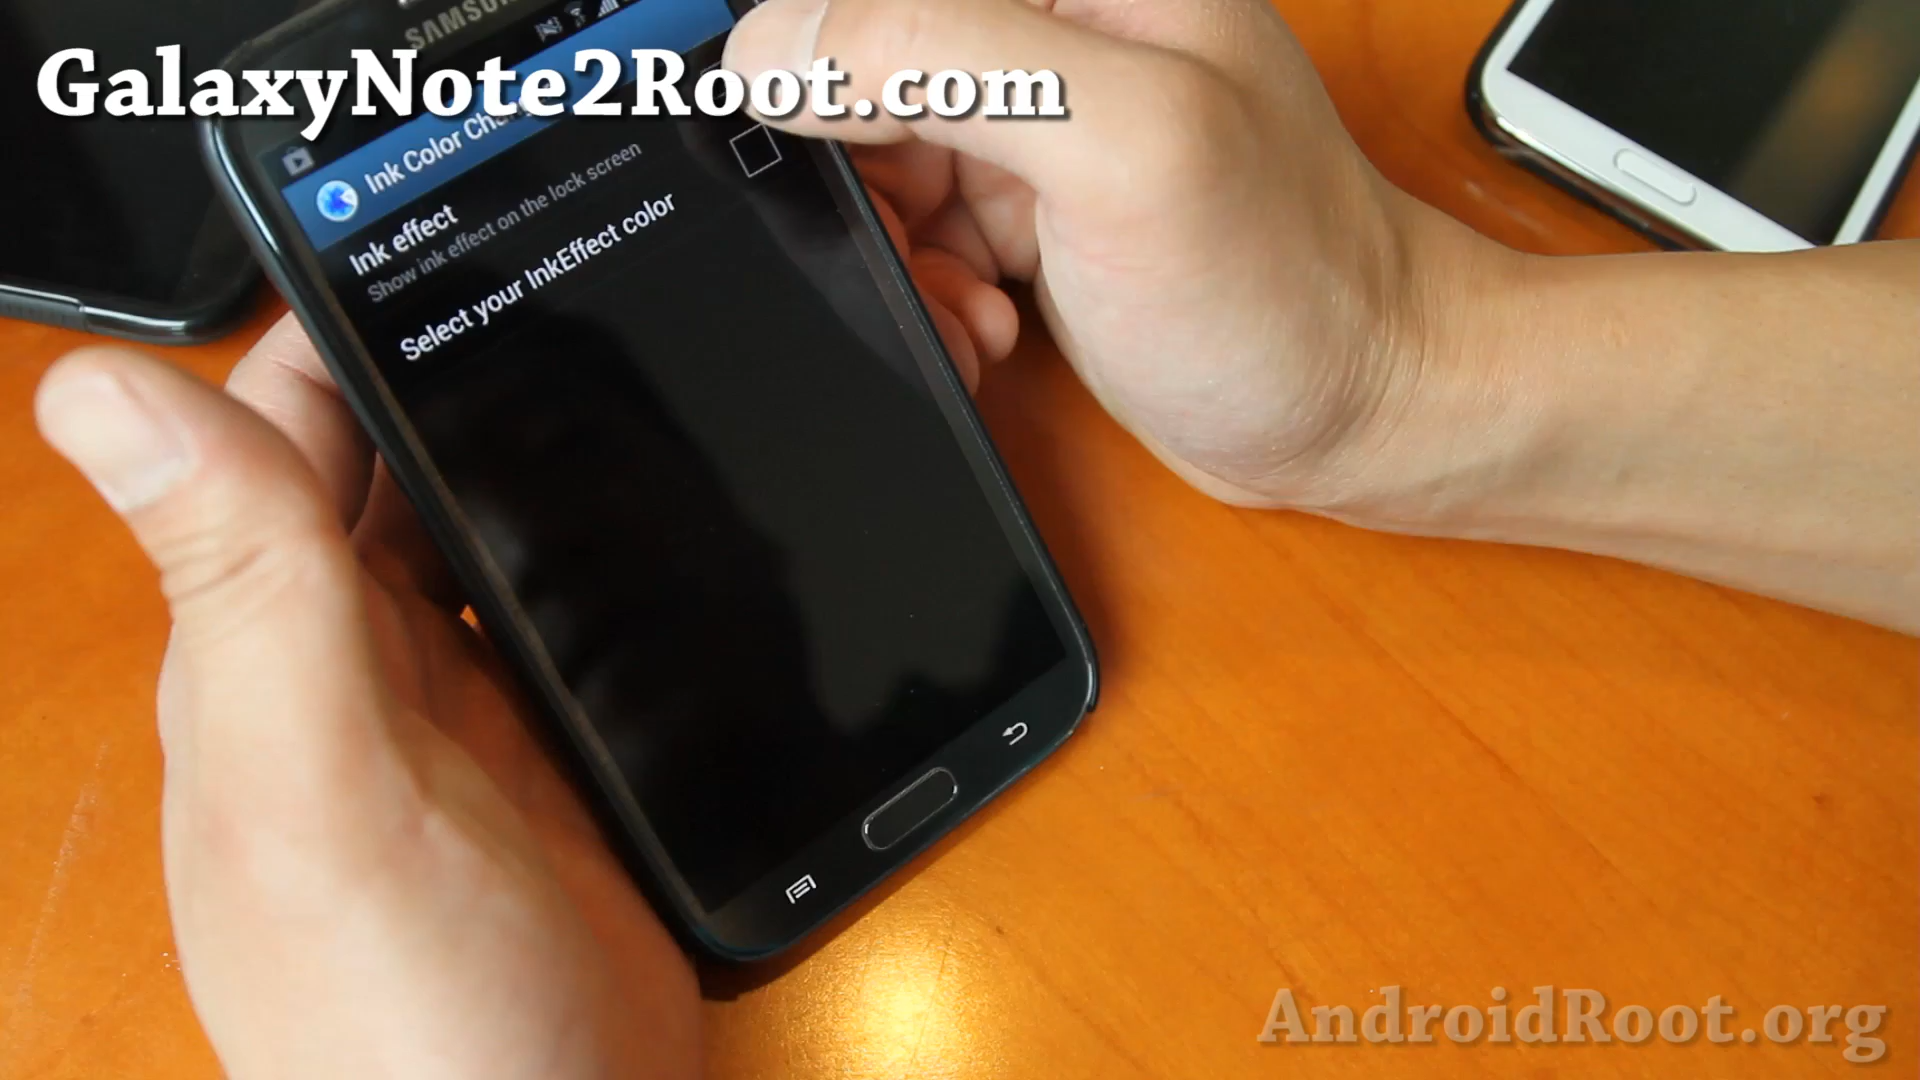 SAMSUNG
GalaxyNote2Root.com
Ink Color
Ink effect
Show ink effect on the lock screen
Select your InkEffect color
AndroidRoot.org